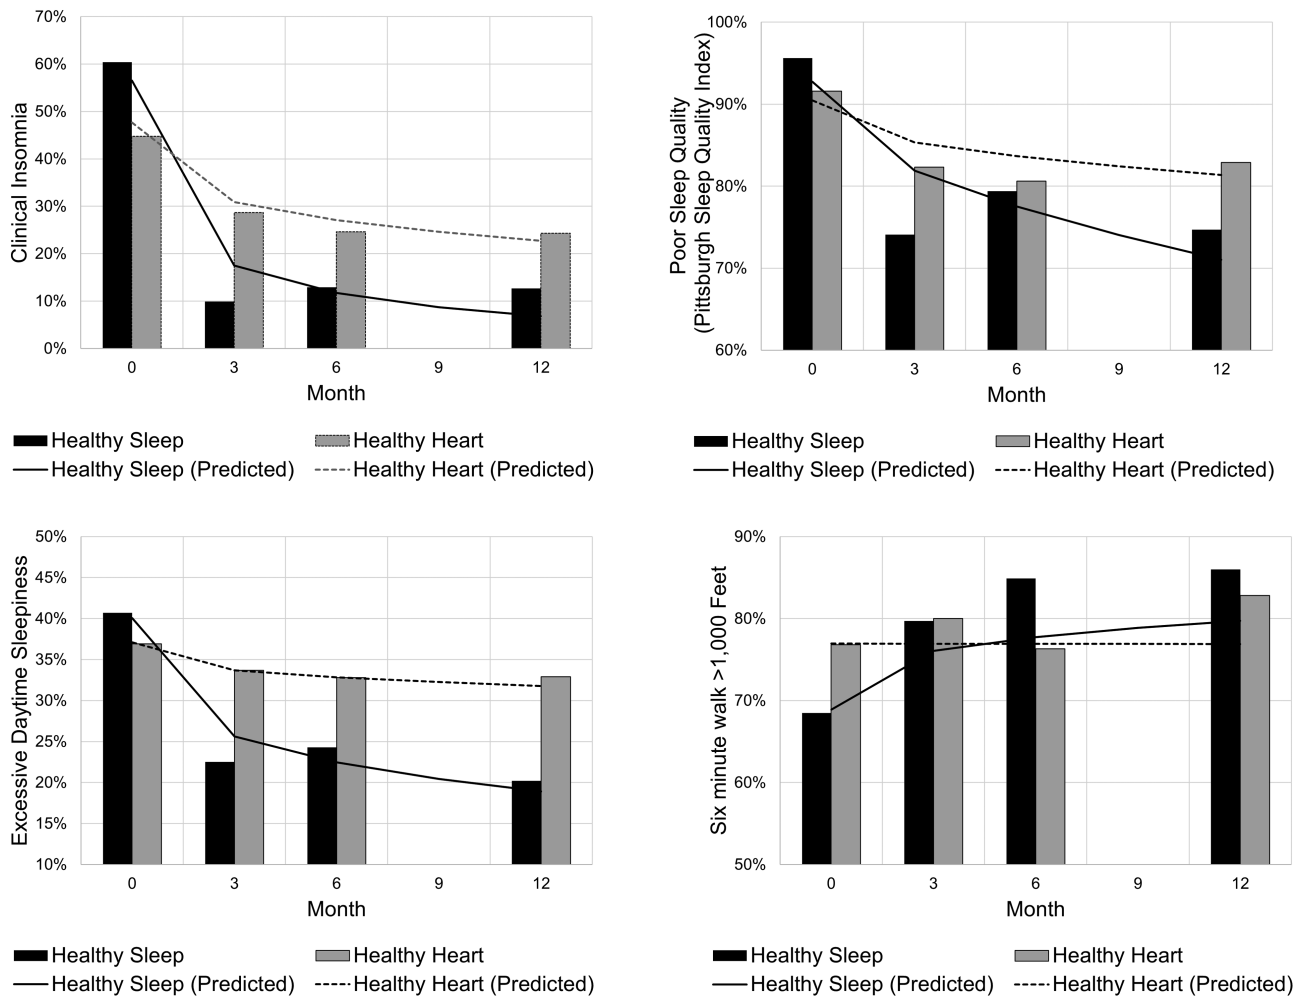 70%
60%
50%
40%
30%
20%
10%
0%
Clinical Insomnia
0 3 6 9 12
Month
Healthy Sleep Healthy Heart
Healthy Sleep (Predicted) Healthy Heart (Predicted)
100%
90%
80%
70%
60%
Poor Sleep Quality
(Pittsburgh Sleep Quality Index)
0 3 6 9 12
Month
Healthy Sleep Healthy Heart
Healthy Sleep (Predicted) Healthy Heart (Predicted)
50%
45%
40%
35%
30%
25%
20%
15%
10%
Excessive Daytime Sleepiness
0 3 6 9 12
Month
Healthy Sleep Healthy Heart
Healthy Sleep (Predicted) Healthy Heart (Predicted)
90%
80%
70%
60%
50%
Six minute walk >1,000 Feet
0 3 6 9 12
Month
Healthy Sleep Healthy Heart
Healthy Sleep (Predicted) Healthy Heart (Predicted)